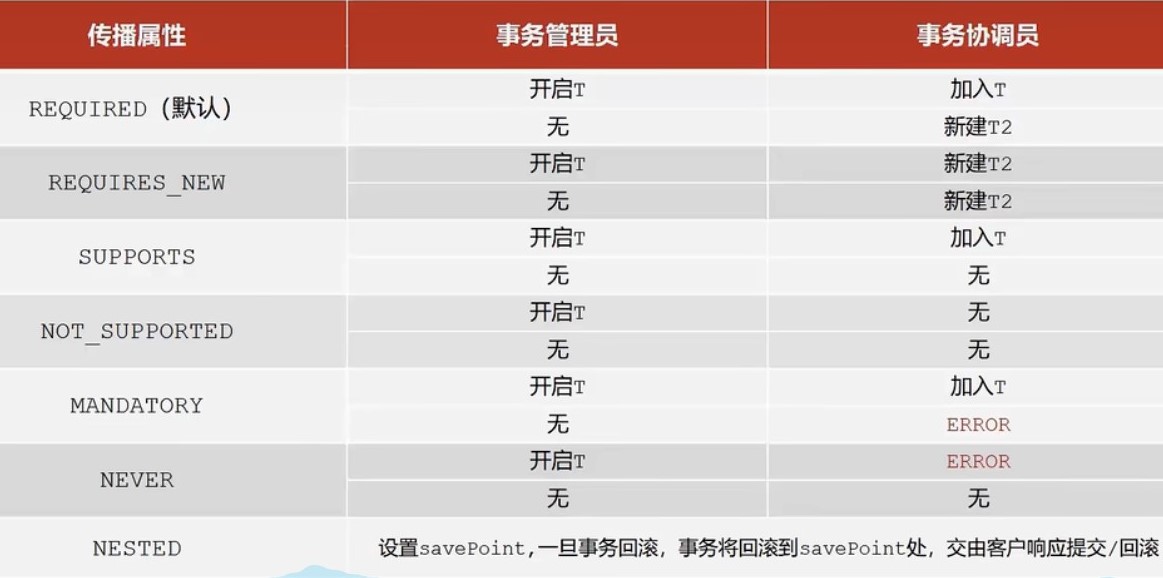 传播属性 事务管理员 事务协调员
REQUIRED（默认） 开启T 加入T
无 新建T2
REQUIRES_NEW 开启T 新建T2
无 新建T2
SUPPORTS 开启T 加入T
无 无
NOT_SUPPORTED 开启T 无
无 无
MANDATORY 开启T 加入T
无 ERROR
NEVER 开启T ERROR
无 无
NESTED 设置savePoint,一旦事务回滚，事务将回滚到savePoint处，交由客户响应提交/回滚